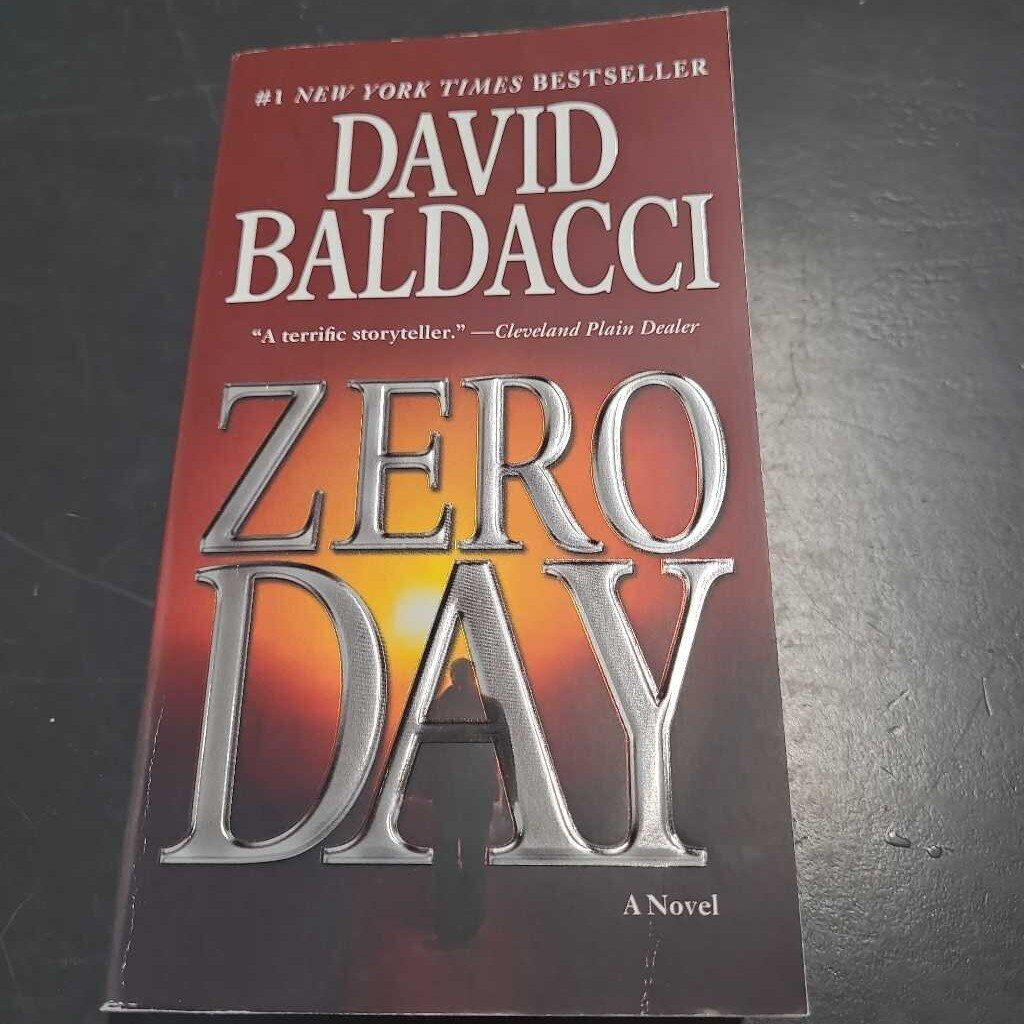 #1 NEW YORK TIMES BESTSELLER
DAVID
BALDACCI
“A terrific storyteller.” —Cleveland Plain Dealer
ZERO
DAY
A Novel